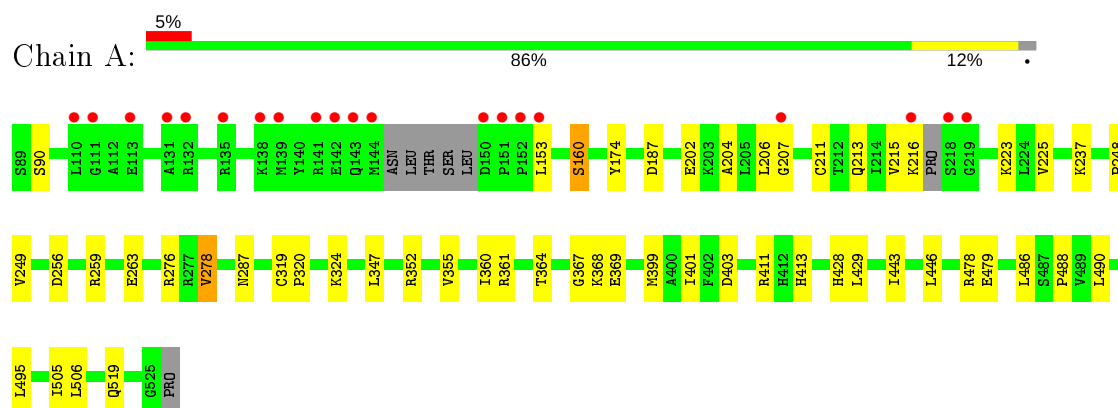 5%
Chain A:
86% 12% •
S89 S90 L110 G111 A112 E113 A131 R132 R135 K138 M139 Y140 R141 E142 Q143 M144 ASN LEU THR SER LEU D150 P151 P152 L153 S160 Y174 D187 E202 K203 A204 L205 L206 G207 C211 T212 Q213 I214 V215 K216 PRO S218 G219 K223 L224 V225 K237
V249 D256 R259 E263 R276 R277 V278 N287 C319 P320 K324 L347 R352 V355 I360 R361 T364 G367 K368 E369 M399 A400 I401 F402 D403 R411 H412 H413 H428 L429 I443 L446 R478 E479 L486 S487 P488 V489 L490
L495 I505 L506 Q519 G525 PRO